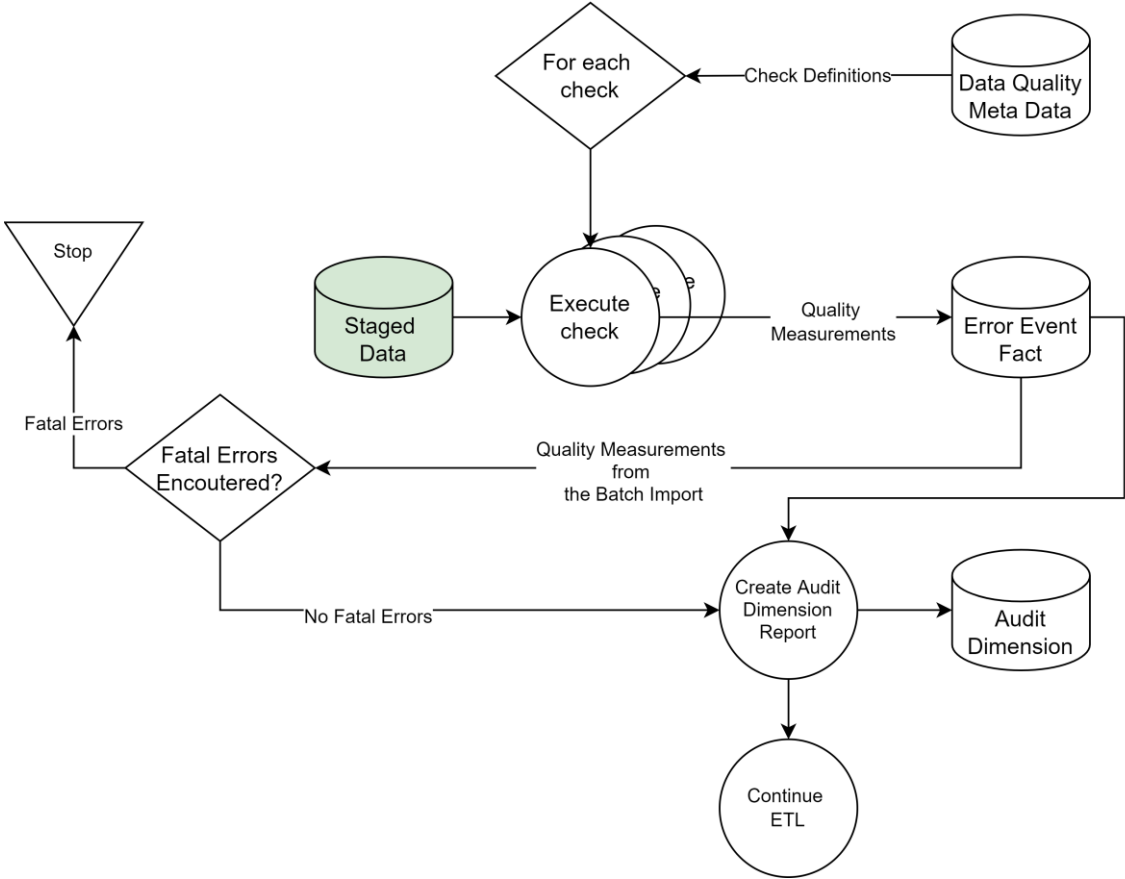 For each
check
Check Definitions
Data Quality
Meta Data
Stop
Staged
Data
Execute
check
e
e
Quality
Measurements
Error Event
Fact
Fatal Errors
Fatal Errors
Encoutered?
Quality Measurements
from
the Batch Import
No Fatal Errors
Create Audit
Dimension
Report
Audit
Dimension
Continue
ETL